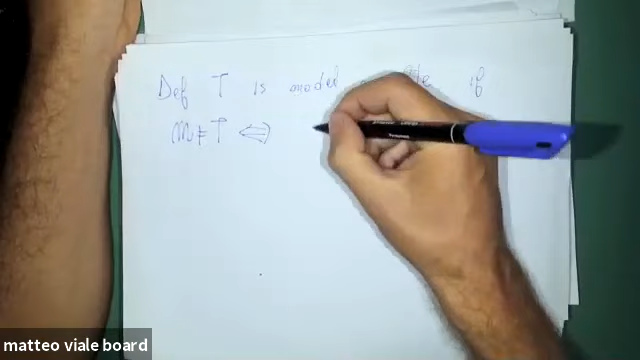 Def T is model if
M ⊨ T ⇔
matteo viale board